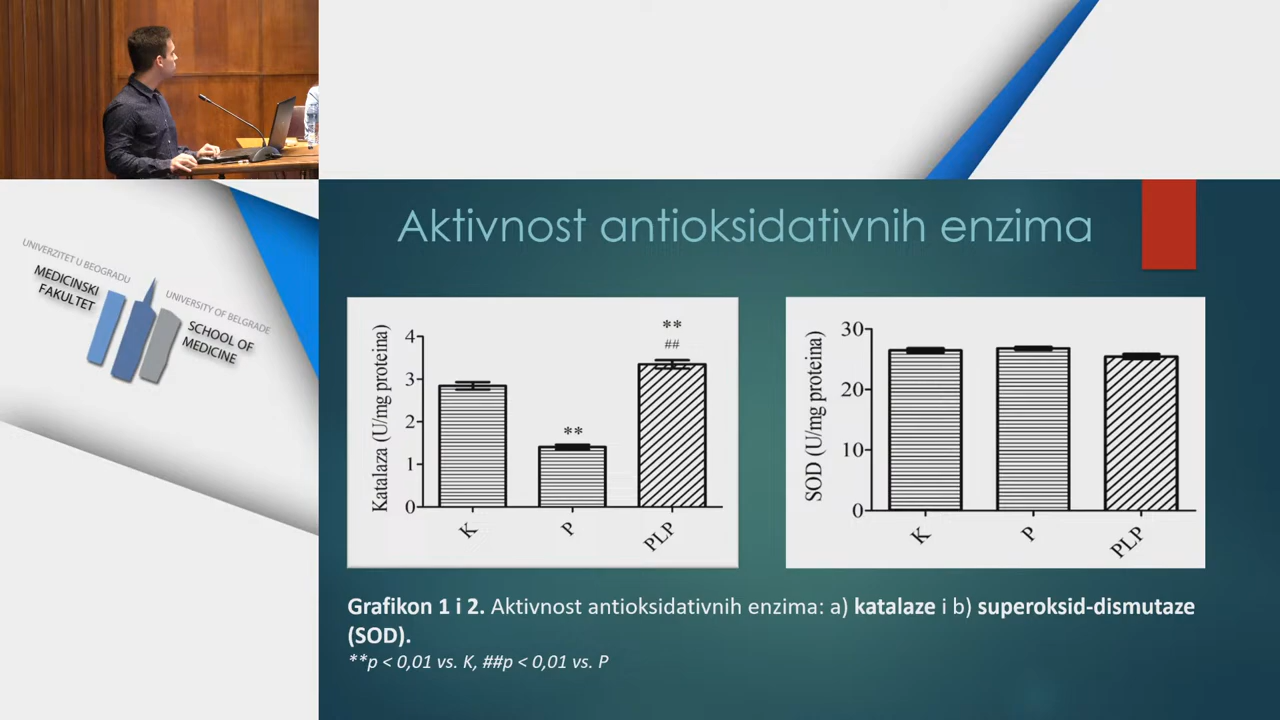 UNIVERZITET U BEOGRADU
MEDICINSKI
FAKULTET
UNIVERSITY OF BELGRADE
SCHOOL OF
MEDICINE
Aktivnost antioksidativnih enzima
Katalaza (U/mg proteina)
4
3
2
1
0
**
**
##
K
P
PLP
SOD (U/mg proteina)
30
20
10
0
K
P
PLP
Grafikon 1 i 2. Aktivnost antioksidativnih enzima: a) katalaze i b) superoksid-dismutaze
(SOD).
**p < 0,01 vs. K, ##p < 0,01 vs. P